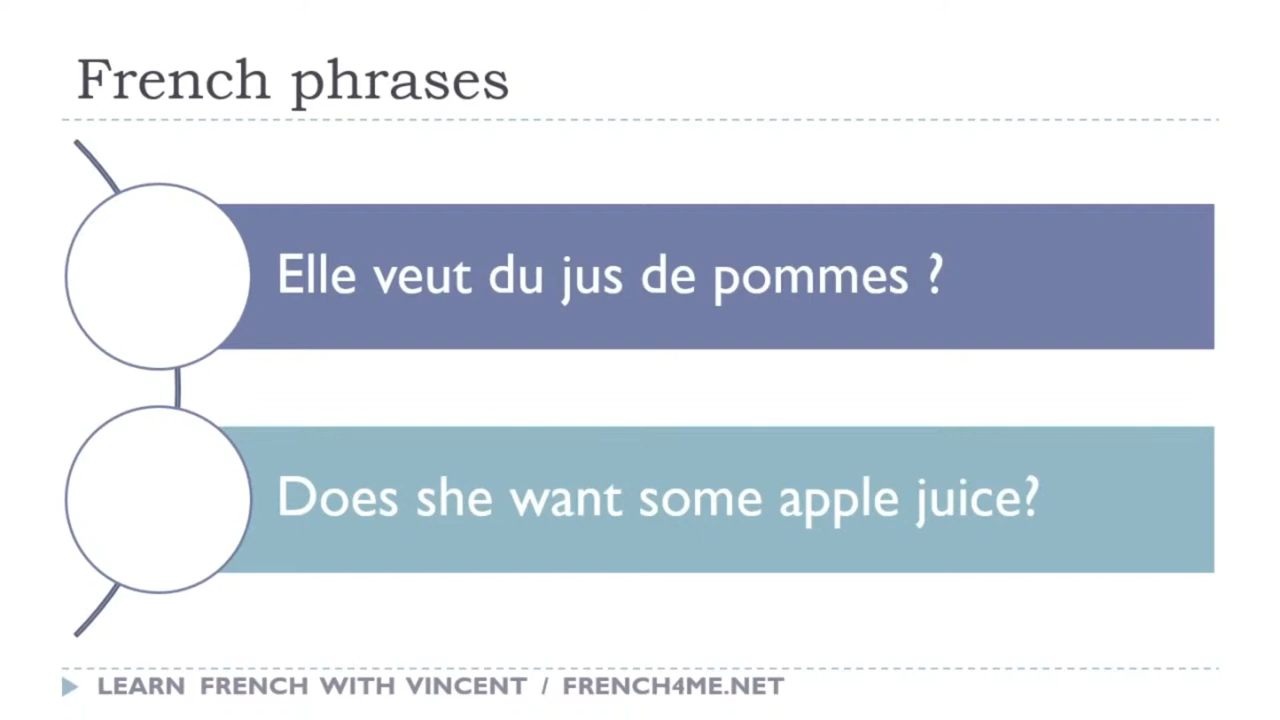 French phrases
Elle veut du jus de pommes ?
Does she want some apple juice?
LEARN FRENCH WITH VINCENT / FRENCH4ME.NET